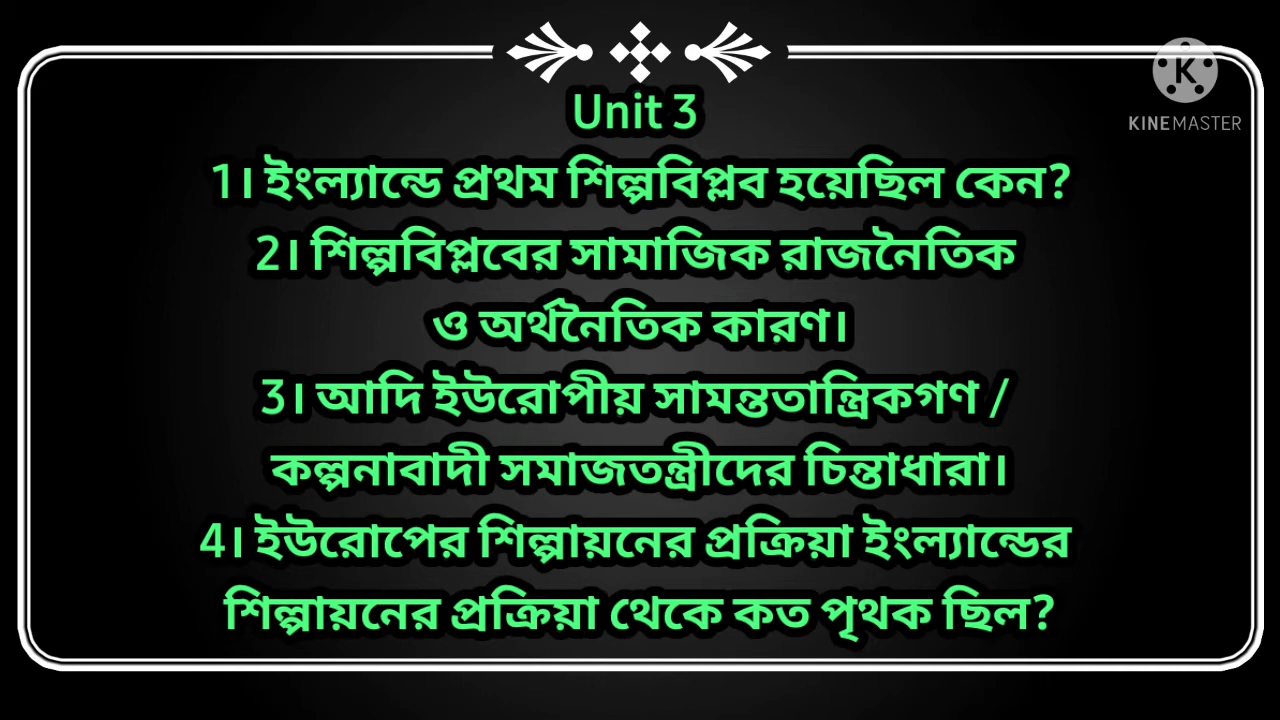 Unit 3
KINEMASTER
1। ইংল্যান্ডে প্রথম শিল্পবিপ্লব হয়েছিল কেন?
2। শিল্পবিপ্লবের সামাজিক রাজনৈতিক
ও অর্থনৈতিক কারণ।
3। আদি ইউরোপীয় সামন্ততান্ত্রিকগণ /
কল্পনাবাদী সমাজতন্ত্রীদের চিন্তাধারা।
4। ইউরোপের শিল্পায়নের প্রক্রিয়া ইংল্যান্ডের
শিল্পায়নের প্রক্রিয়া থেকে কত পৃথক ছিল?